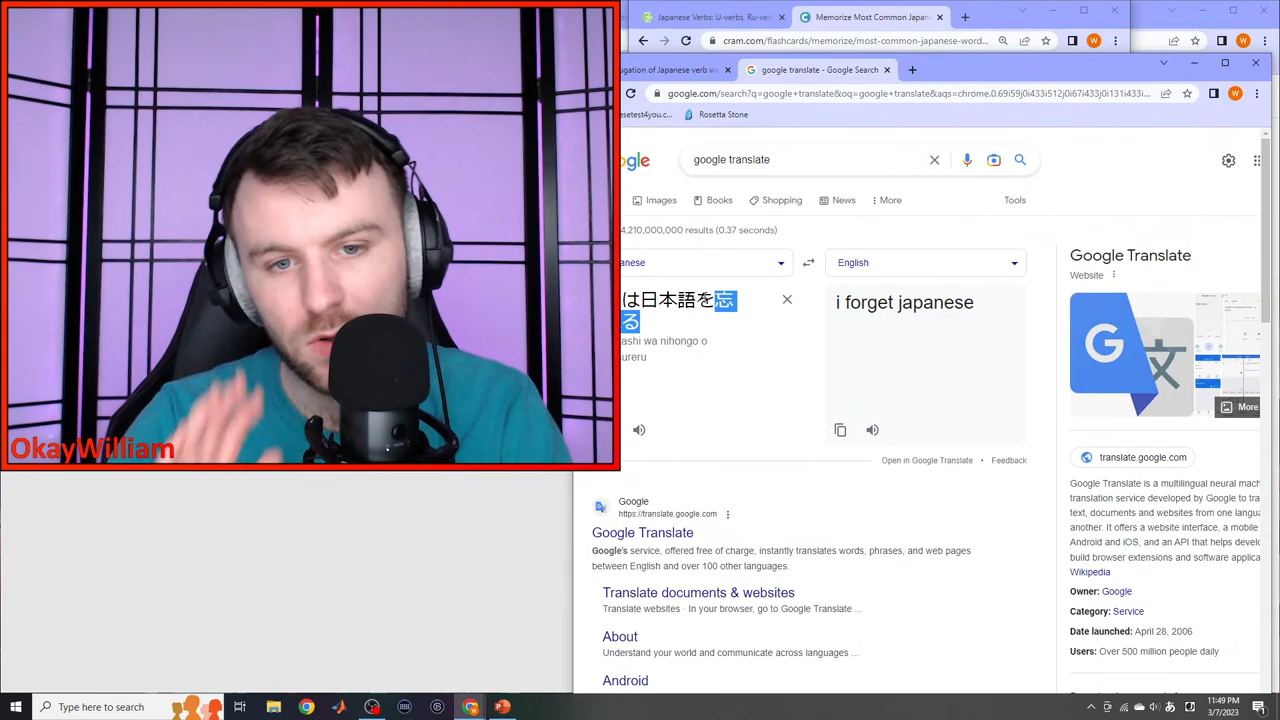 Japanese Verbs: U-verbs, Ru-v
Memorize Most Common Japan
cram.com/flashcards/memorize/most-common-japanese-word...
ugation of Japanese verb w
google translate - Google Search
google.com/search?q=google+translate&oq=google+translate&aqs=chrome.0.69i59j0i433i512j0i67i433j0i131i433...
esetest4you.c...
Rosetta Stone
gle
google translate
Images
Books
Shopping
News
More
Tools
4,210,000,000 results (0.37 seconds)
anese
English
は日本語を忘
る
tashi wa nihongo o
sureru
i forget japanese
Open in Google Translate • Feedback
Google
https://translate.google.com
Google Translate
Google's service, offered free of charge, instantly translates words, phrases, and web pages
between English and over 100 other languages.
Translate documents & websites
Translate websites · In your browser, go to Google Translate ...
About
Understand your world and communicate across languages ...
Android
Google Translate
Website
G
文
More
translate.google.com
Google Translate is a multilingual neural mach
translation service developed by Google to tra
text, documents and websites from one langua
another. It offers a website interface, a mobile
Android and iOS, and an API that helps develo
build browser extensions and software applica
Wikipedia
Owner: Google
Category: Service
Date launched: April 28, 2006
Users: Over 500 million people daily
OkayWilliam
Type here to search
11:49 PM
3/7/2023